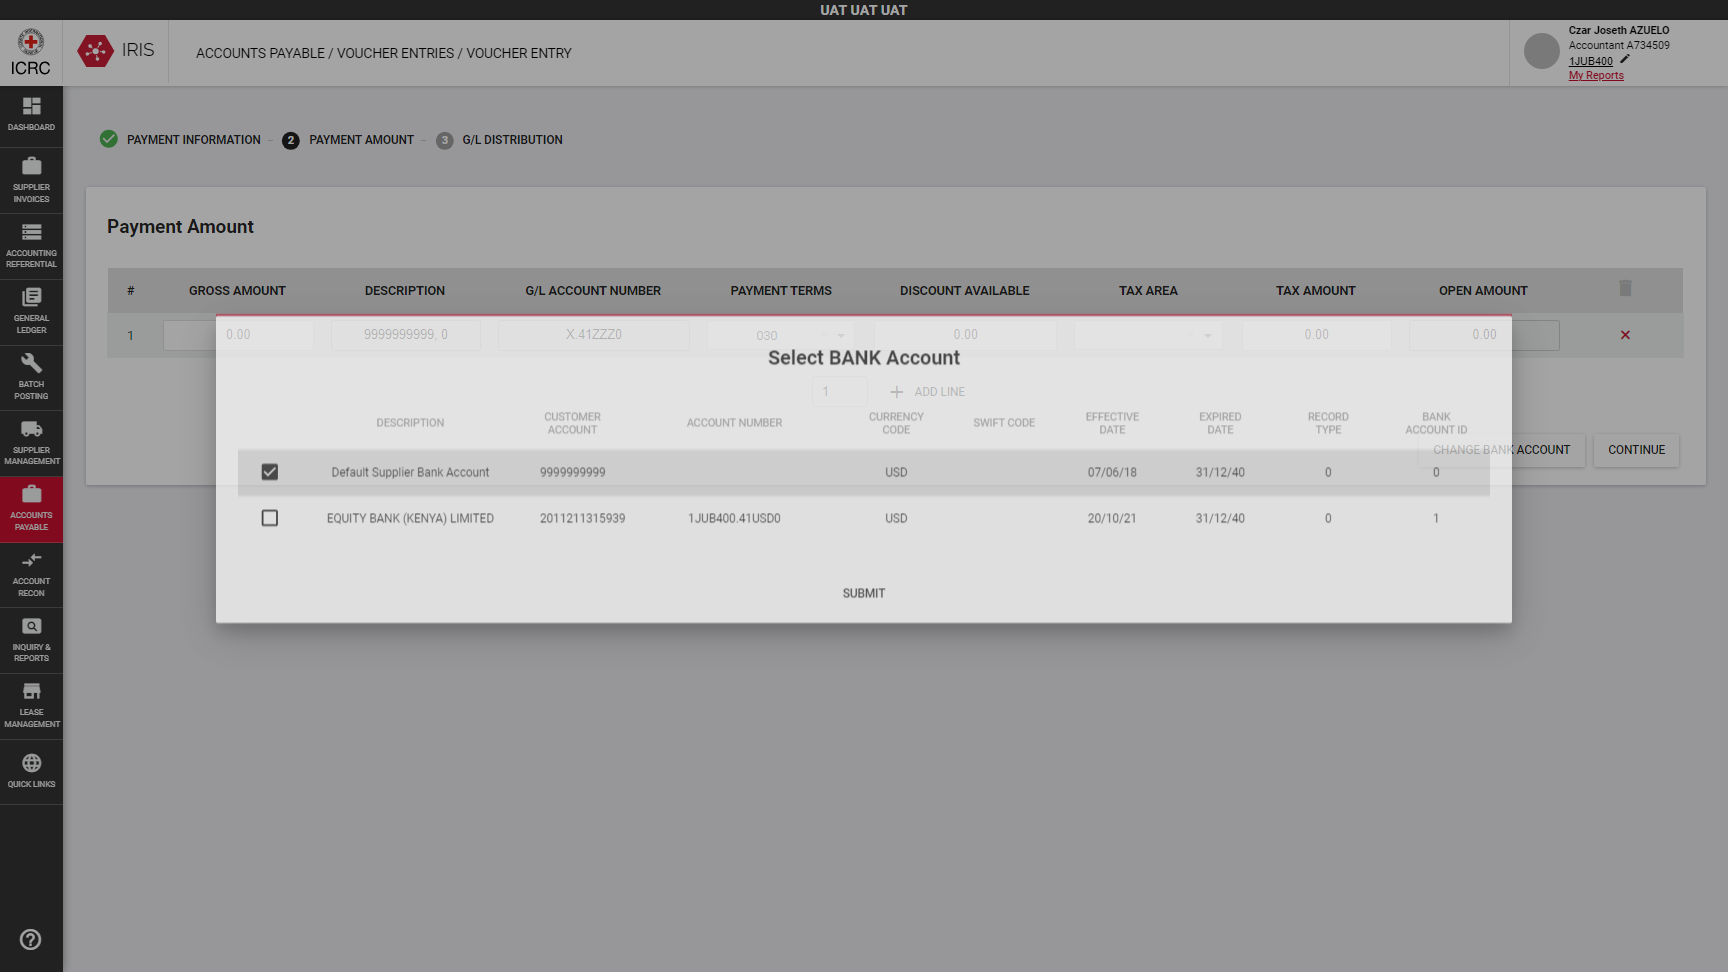 UAT UAT UAT
ICRC
IRIS
ACCOUNTS PAYABLE / VOUCHER ENTRIES / VOUCHER ENTRY
Czar Joseth AZUELO
Accountant A734509
1JUB400
My Reports
DASHBOARD
SUPPLIER
INVOICES
ACCOUNTING
REFERENTIAL
GENERAL
LEDGER
BATCH
POSTING
SUPPLIER
MANAGEMENT
ACCOUNTS
PAYABLE
ACCOUNT
RECON
INQUIRY &
REPORTS
LEASE
MANAGEMENT
QUICK LINKS
PAYMENT INFORMATION - 2 PAYMENT AMOUNT - 3 G/L DISTRIBUTION
Payment Amount
# GROSS AMOUNT DESCRIPTION G/L ACCOUNT NUMBER PAYMENT TERMS DISCOUNT AVAILABLE TAX AREA TAX AMOUNT OPEN AMOUNT
1 0.00 9999999999, 0 X.41ZZZ0 030 0.00 0.00 0.00
Select BANK Account
1 ADD LINE
DESCRIPTION CUSTOMER ACCOUNT ACCOUNT NUMBER CURRENCY CODE SWIFT CODE EFFECTIVE DATE EXPIRED DATE RECORD TYPE BANK ACCOUNT ID
CHANGE BANK ACCOUNT CONTINUE
Default Supplier Bank Account 9999999999 USD 07/06/18 31/12/40 0 0
EQUITY BANK (KENYA) LIMITED 2011211315939 1JUB400.41USD0 USD 20/10/21 31/12/40 0 1
SUBMIT